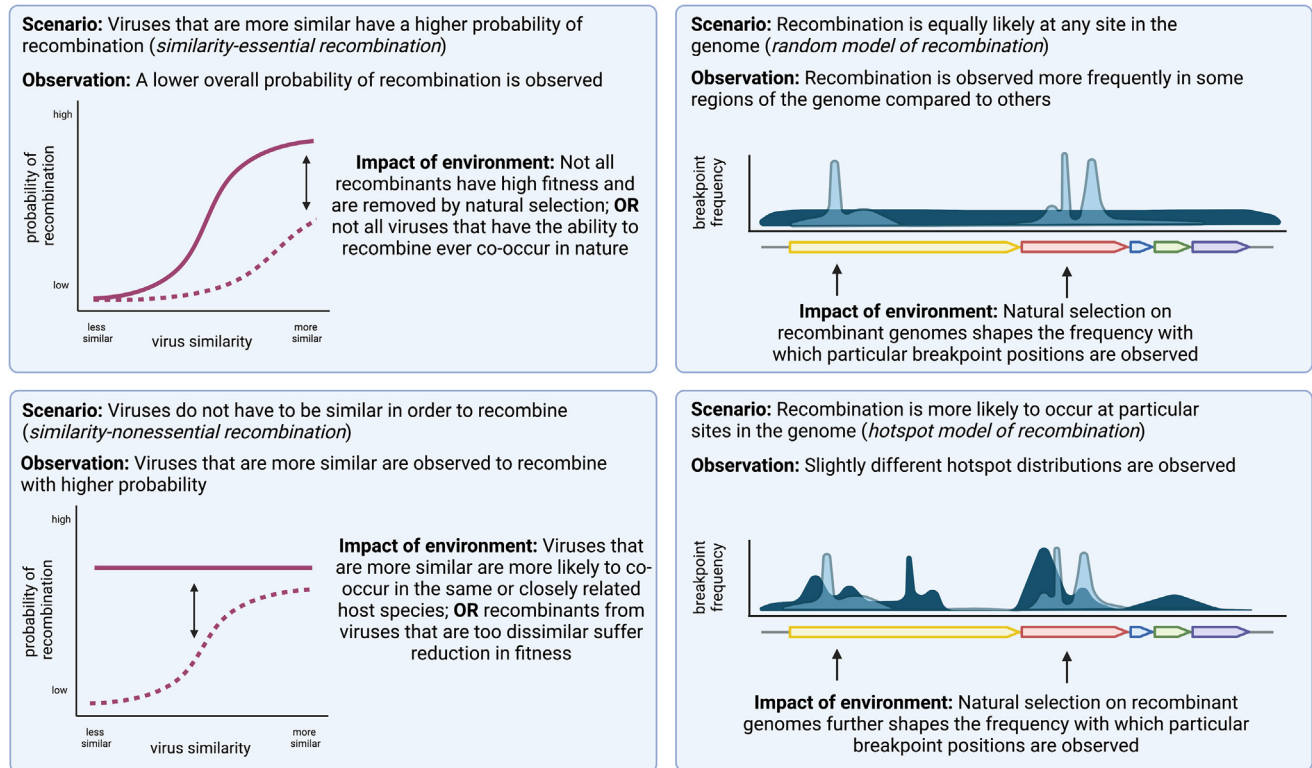 Scenario: Viruses that are more similar have a higher probability of
recombination (similarity-essential recombination)
Observation: A lower overall probability of recombination is observed
high
probability of
recombination
low
less
similar
virus similarity
more
similar
Impact of environment: Not all
recombinants have high fitness and
are removed by natural selection; OR
not all viruses that have the ability to
recombine ever co-occur in nature
Scenario: Recombination is equally likely at any site in the
genome (random model of recombination)
Observation: Recombination is observed more frequently in some
regions of the genome compared to others
breakpoint
frequency
Impact of environment: Natural selection on
recombinant genomes shapes the frequency with
which particular breakpoint positions are observed
Scenario: Viruses do not have to be similar in order to recombine
(similarity-nonessential recombination)
Observation: Viruses that are more similar are observed to recombine
with higher probability
high
probability of
recombination
low
less
similar
virus similarity
more
similar
Impact of environment: Viruses that
are more similar are more likely to co-
occur in the same or closely related
host species; OR recombinants from
viruses that are too dissimilar suffer
reduction in fitness
Scenario: Recombination is more likely to occur at particular
sites in the genome (hotspot model of recombination)
Observation: Slightly different hotspot distributions are observed
breakpoint
frequency
Impact of environment: Natural selection on recombinant
genomes further shapes the frequency with which particular
breakpoint positions are observed